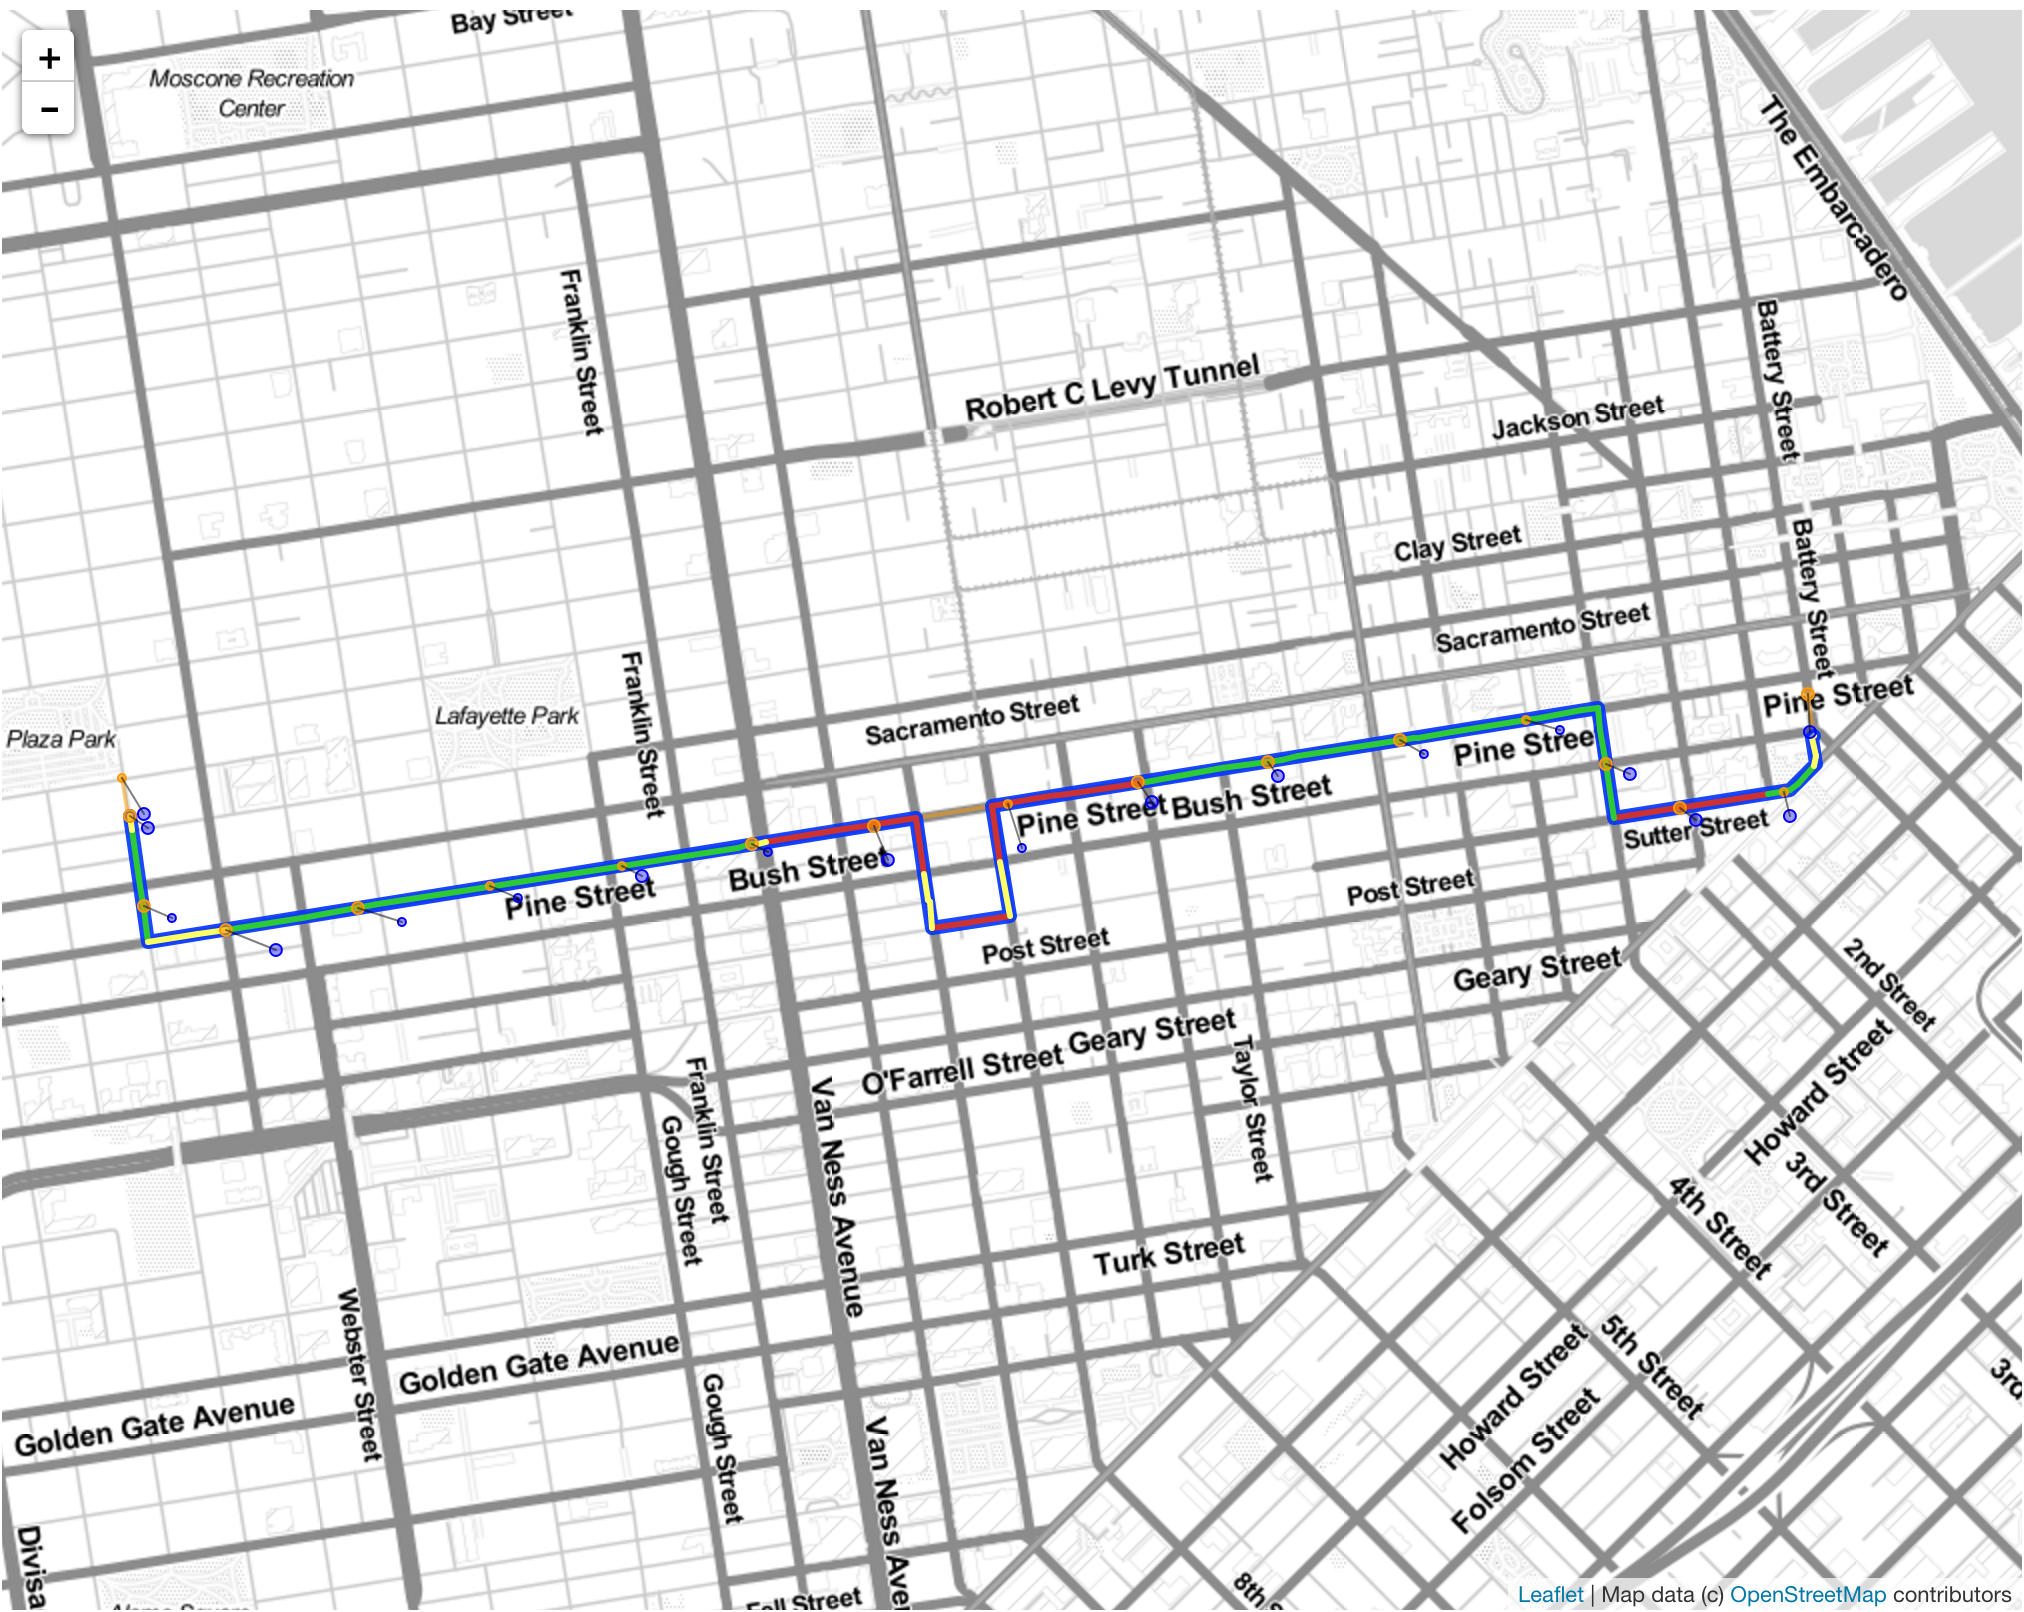 Bay Street
+
-
Moscone Recreation
Center
The Embarcadero
Franklin Street
Battery Street
Robert C Levy Tunnel
Jackson Street
Clay Street
Battery Street
Sacramento Street
Franklin Street
Pine Street
Lafayette Park
Sacramento Street
Plaza Park
Pine Stree
Bush Street
Pine Street
Sutter Street
Bush Street
Pine Street
Post Street
Post Street
Geary Street
2nd Street
Geary Street
O'Farrell Street
Taylor Street
Franklin Street
Gough Street
Van Ness Avenue
Howard Street
3rd Street
4th Street
Turk Street
Webster Street
Golden Gate Avenue
Golden Gate Avenue
Gough Street
Van Ness Aven
5th Street
Howard Street
Folsom Street
3rd
Divisa
8th S
Fell Street
Leaflet | Map data (c) OpenStreetMap contributors